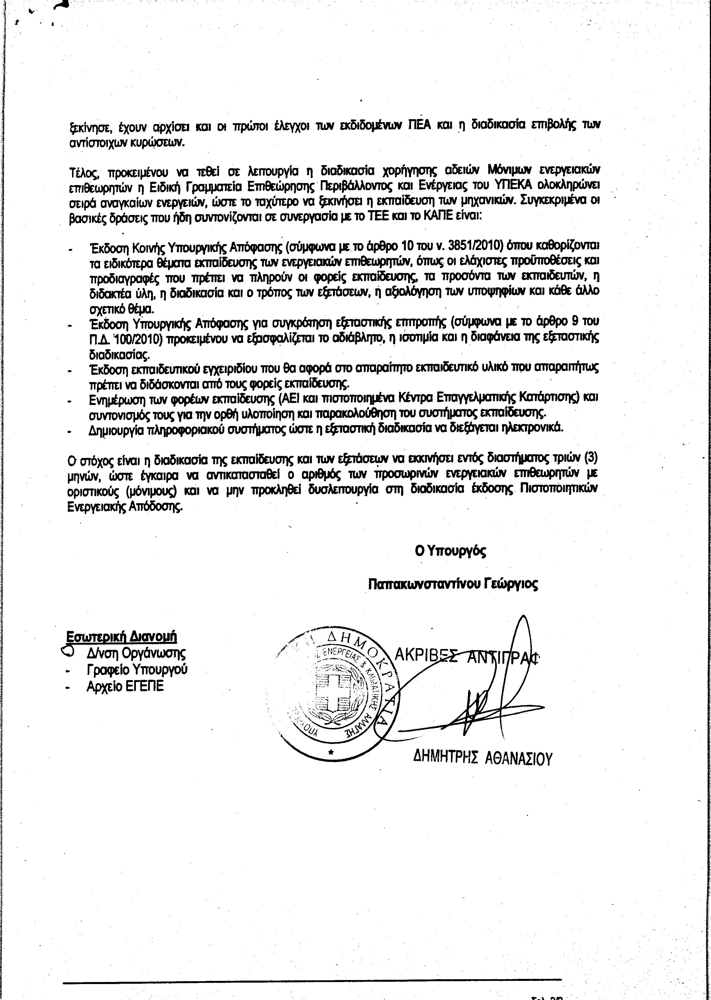 ξεκίνησε, έχουν αρχίσει και οι πρώτοι έλεγχοι των εκδιδομένων ΠΕΑ και η διαδικασία επιβολής των
αντίστοιχων κυρώσεων.
Τέλος, προκειμένου να τεθεί σε λειτουργία η διαδικασία χορήγησης αδειών Μόνιμων ενεργειακών
επιθεωρητών η Ειδική Γραμματεία Επιθεώρησης Περιβάλλοντος και Ενέργειας του ΥΠΕΚΑ ολοκληρώνει
σειρά αναγκαίων ενεργειών, ώστε το ταχύτερο να ξεκινήσει η εκπαίδευση των μηχανικών. Συγκεκριμένα οι
βασικές δράσεις που ήδη συντονίζονται σε συνεργασία με το ΤΕΕ και το ΚΑΠΕ είναι:
- Έκδοση Κοινής Υπουργικής Απόφασης (σύμφωνα με το άρθρο 10 του ν. 3851/2010) όπου καθορίζονται
τα ειδικότερα θέματα εκπαίδευσης των ενεργειακών επιθεωρητών, όπως οι ελάχιστες προϋποθέσεις και
προδιαγραφές που πρέπει να πληρούν οι φορείς εκπαίδευσης, τα προσόντα των εκπαιδευτών, η
διδακτέα ύλη, η διαδικασία και ο τρόπος των εξετάσεων, η αξιολόγηση των υποψηφίων και κάθε άλλο
σχετικό θέμα.
- Έκδοση Υπουργικής Απόφασης για συγκρότηση εξεταστικής επιτροπής (σύμφωνα με το άρθρο 9 του
Π.Δ. 100/2010) προκειμένου να εξασφαλίζεται το αδιάβλητο, η ισοτιμία και η διαφάνεια της εξεταστικής
διαδικασίας.
- Έκδοση εκπαιδευτικού εγχειριδίου που θα αφορά στο απαραίτητο εκπαιδευτικό υλικό που απαραιτήτως
πρέπει να διδάσκονται από τους φορείς εκπαίδευσης.
- Ενημέρωση των φορέων εκπαίδευσης (ΑΕΙ και πιστοποιημένα Κέντρα Επαγγελματικής Κατάρτισης) και
συντονισμός τους για την ορθή υλοποίηση και παρακολούθηση του συστήματος εκπαίδευσης.
- Δημιουργία πληροφοριακού συστήματος ώστε η εξεταστική διαδικασία να διεξάγεται ηλεκτρονικά.
Ο στόχος είναι η διαδικασία της εκπαίδευσης και των εξετάσεων να εκκινήσει εντός διαστήματος τριών (3)
μηνών, ώστε έγκαιρα να αντικατασταθεί ο αριθμός των προσωρινών ενεργειακών επιθεωρητών με
οριστικούς (μόνιμους) και να μην προκληθεί δυσλειτουργία στη διαδικασία έκδοσης Πιστοποιητικών
Ενεργειακής Απόδοσης.
Ο Υπουργός
Παπακωνσταντίνου Γεώργιος
Εσωτερική Διανομή
Δ/νση Οργάνωσης
- Γραφείο Υπουργού
- Αρχείο ΕΓΕΠΕ
ΔΗΜΟΚΡΑΤΙΑ
ΕΝΕΡΓΕΙΑΣ & ΚΛΙΜΑΤΙΚΗΣ ΑΛΛΑΓΗΣ
ΑΚΡΙΒΕΣ ΑΝΤΙΓΡΑΦ
ΔΗΜΗΤΡΗΣ ΑΘΑΝΑΣΙΟΥ